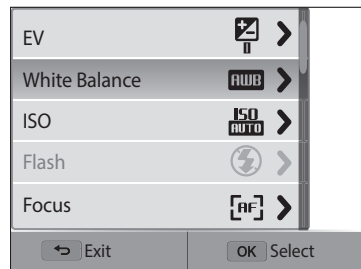 EV
White Balance AWB
ISO ISO AUTO
Flash
Focus AF
Exit OK Select